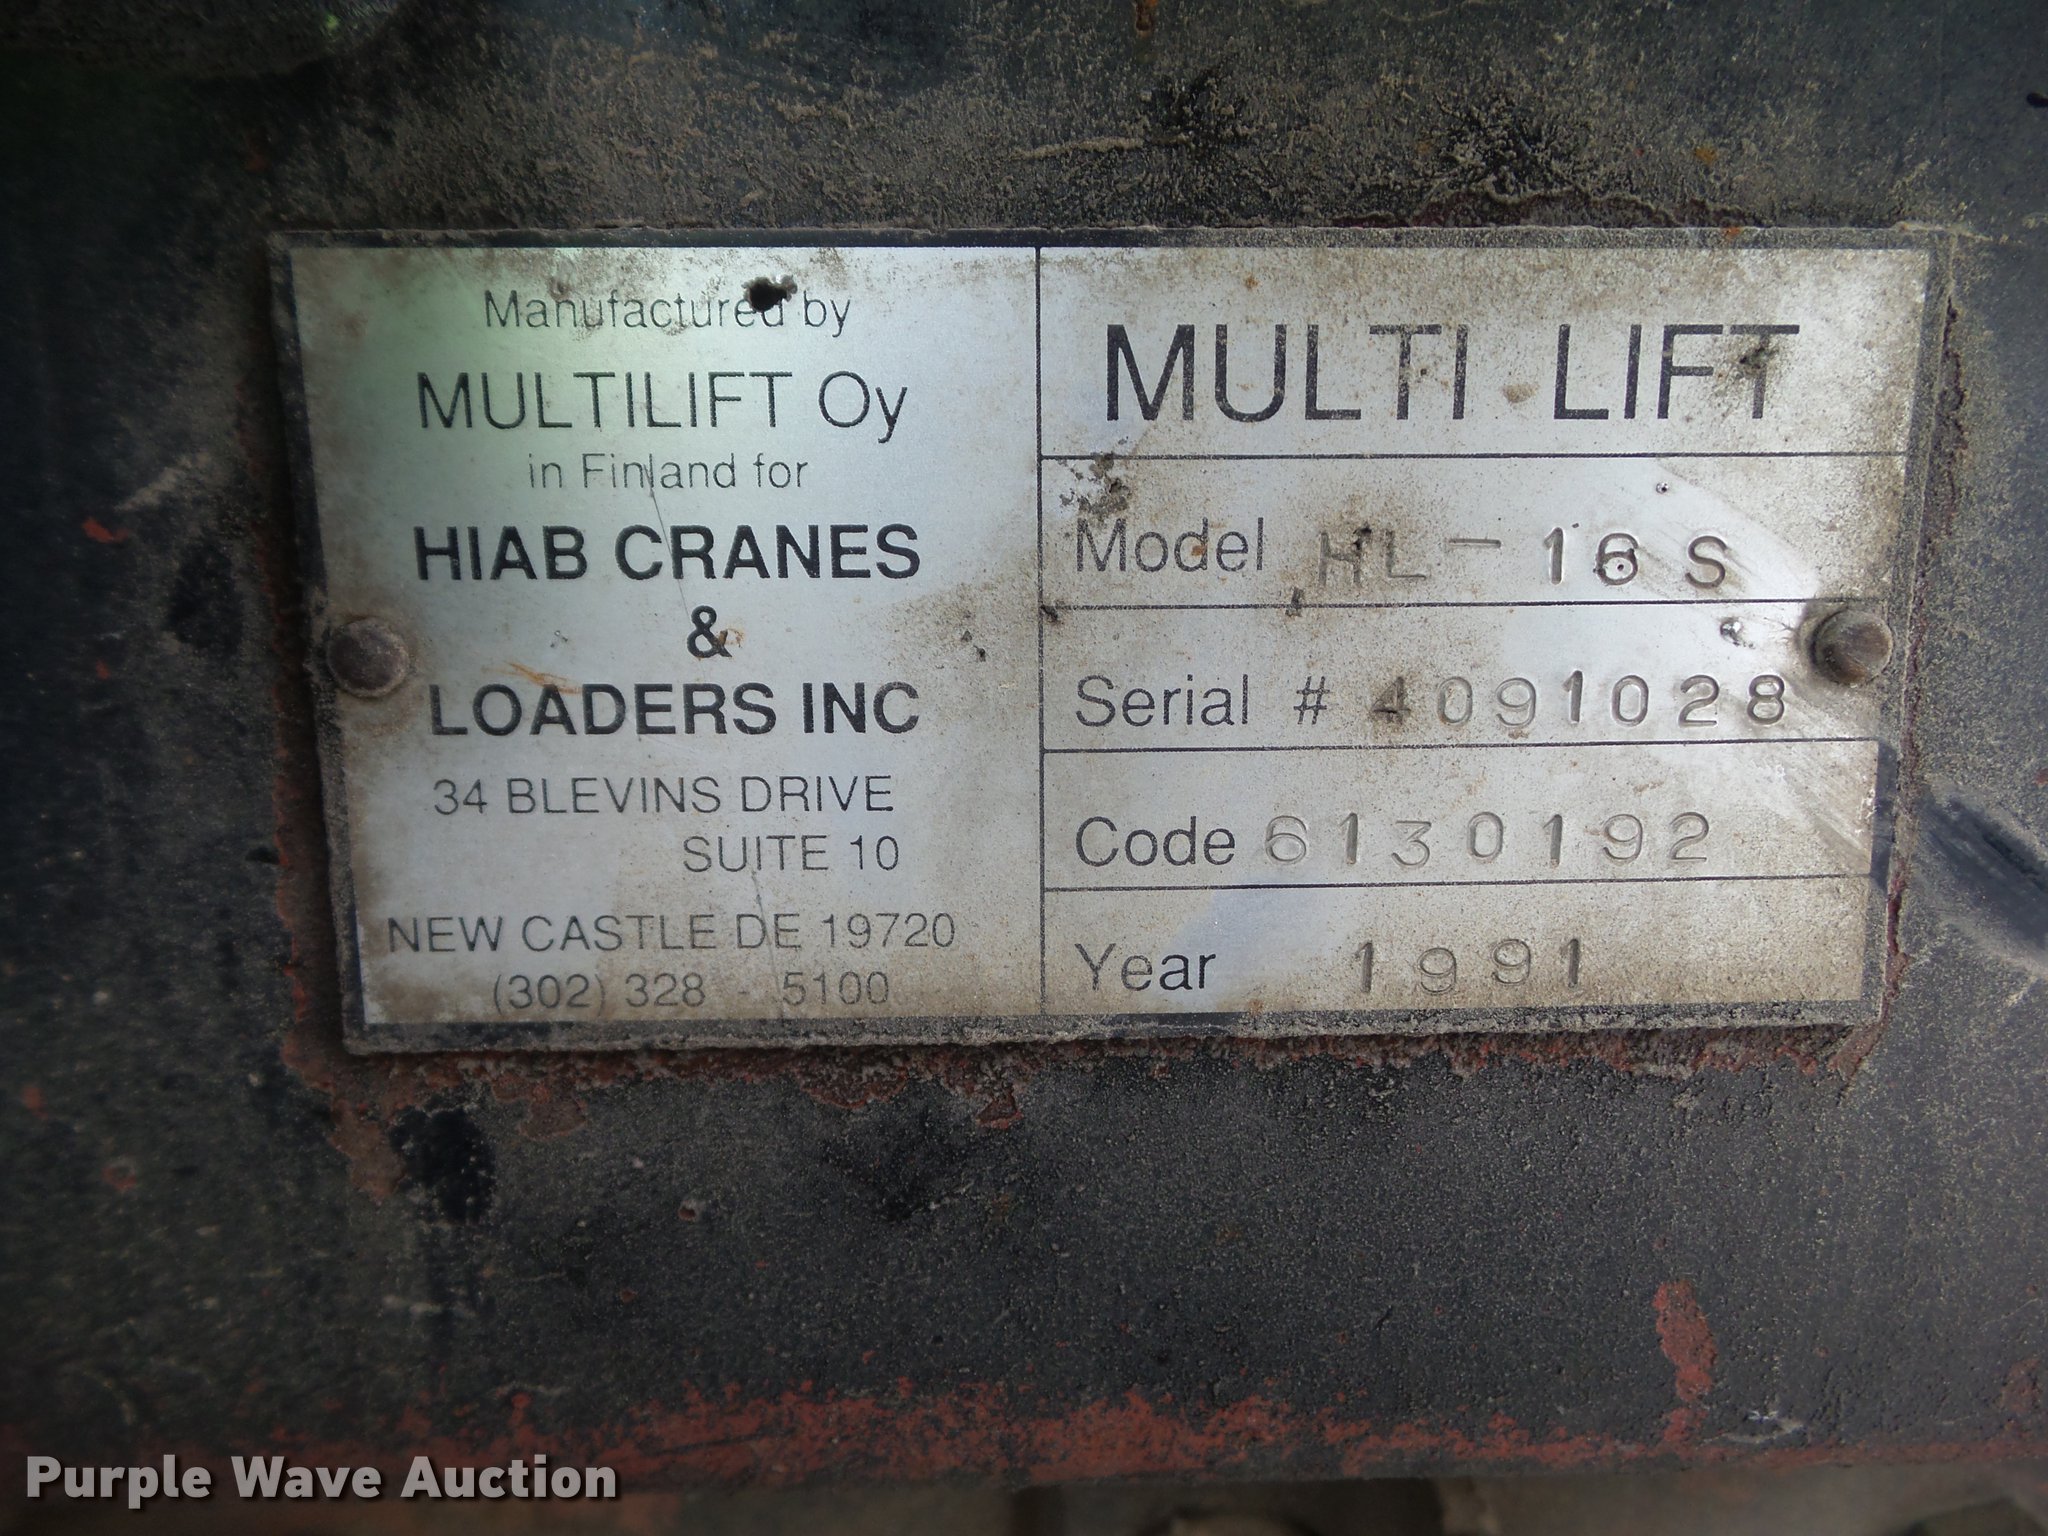 Manufactured by
MULTILIFT Oy
in Finland for
HIAB CRANES
&
LOADERS INC
34 BLEVINS DRIVE
SUITE 10
NEW CASTLE DE 19720
(302) 328 - 5100
MULTI LIFT
Model HL-16S
Serial # 4091028
Code 6130192
Year 1991
Purple Wave Auction